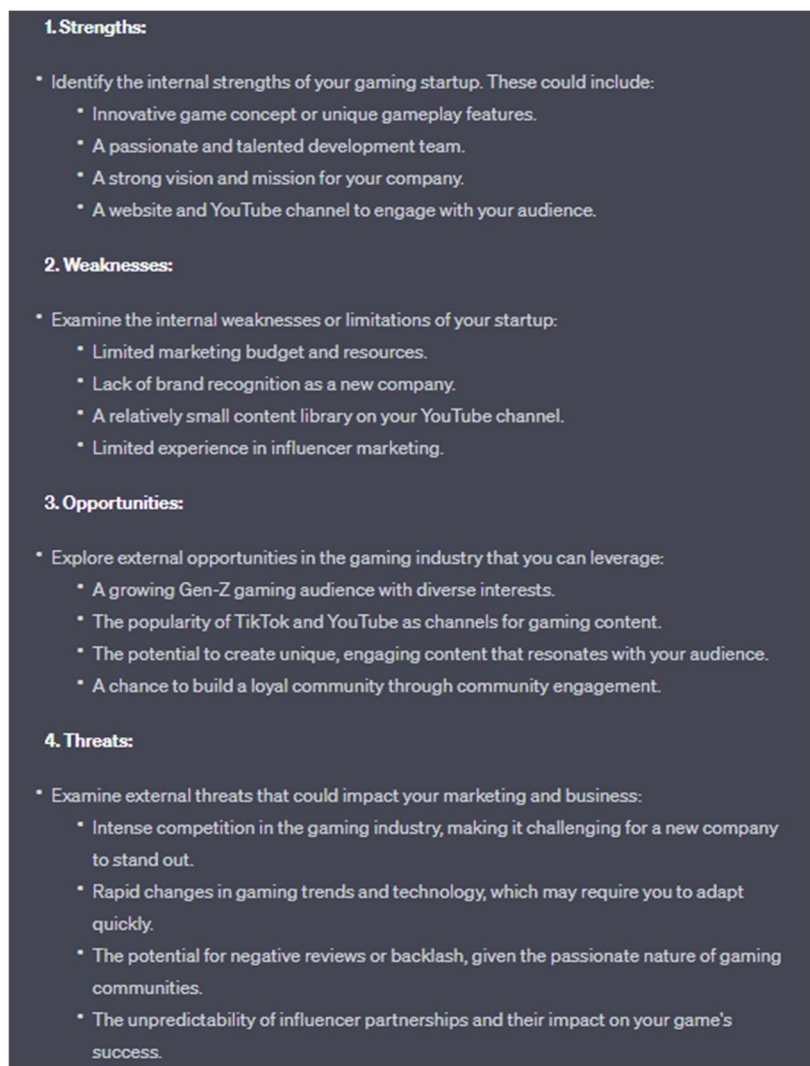 1. Strengths:
• Identify the internal strengths of your gaming startup. These could include:
• Innovative game concept or unique gameplay features.
• A passionate and talented development team.
• A strong vision and mission for your company.
• A website and YouTube channel to engage with your audience.
2. Weaknesses:
• Examine the internal weaknesses or limitations of your startup:
• Limited marketing budget and resources.
• Lack of brand recognition as a new company.
• A relatively small content library on your YouTube channel.
• Limited experience in influencer marketing.
3. Opportunities:
• Explore external opportunities in the gaming industry that you can leverage:
• A growing Gen-Z gaming audience with diverse interests.
• The popularity of TikTok and YouTube as channels for gaming content.
• The potential to create unique, engaging content that resonates with your audience.
• A chance to build a loyal community through community engagement.
4. Threats:
• Examine external threats that could impact your marketing and business:
• Intense competition in the gaming industry, making it challenging for a new company
to stand out.
• Rapid changes in gaming trends and technology, which may require you to adapt
quickly.
• The potential for negative reviews or backlash, given the passionate nature of gaming
communities.
• The unpredictability of influencer partnerships and their impact on your game's
success.